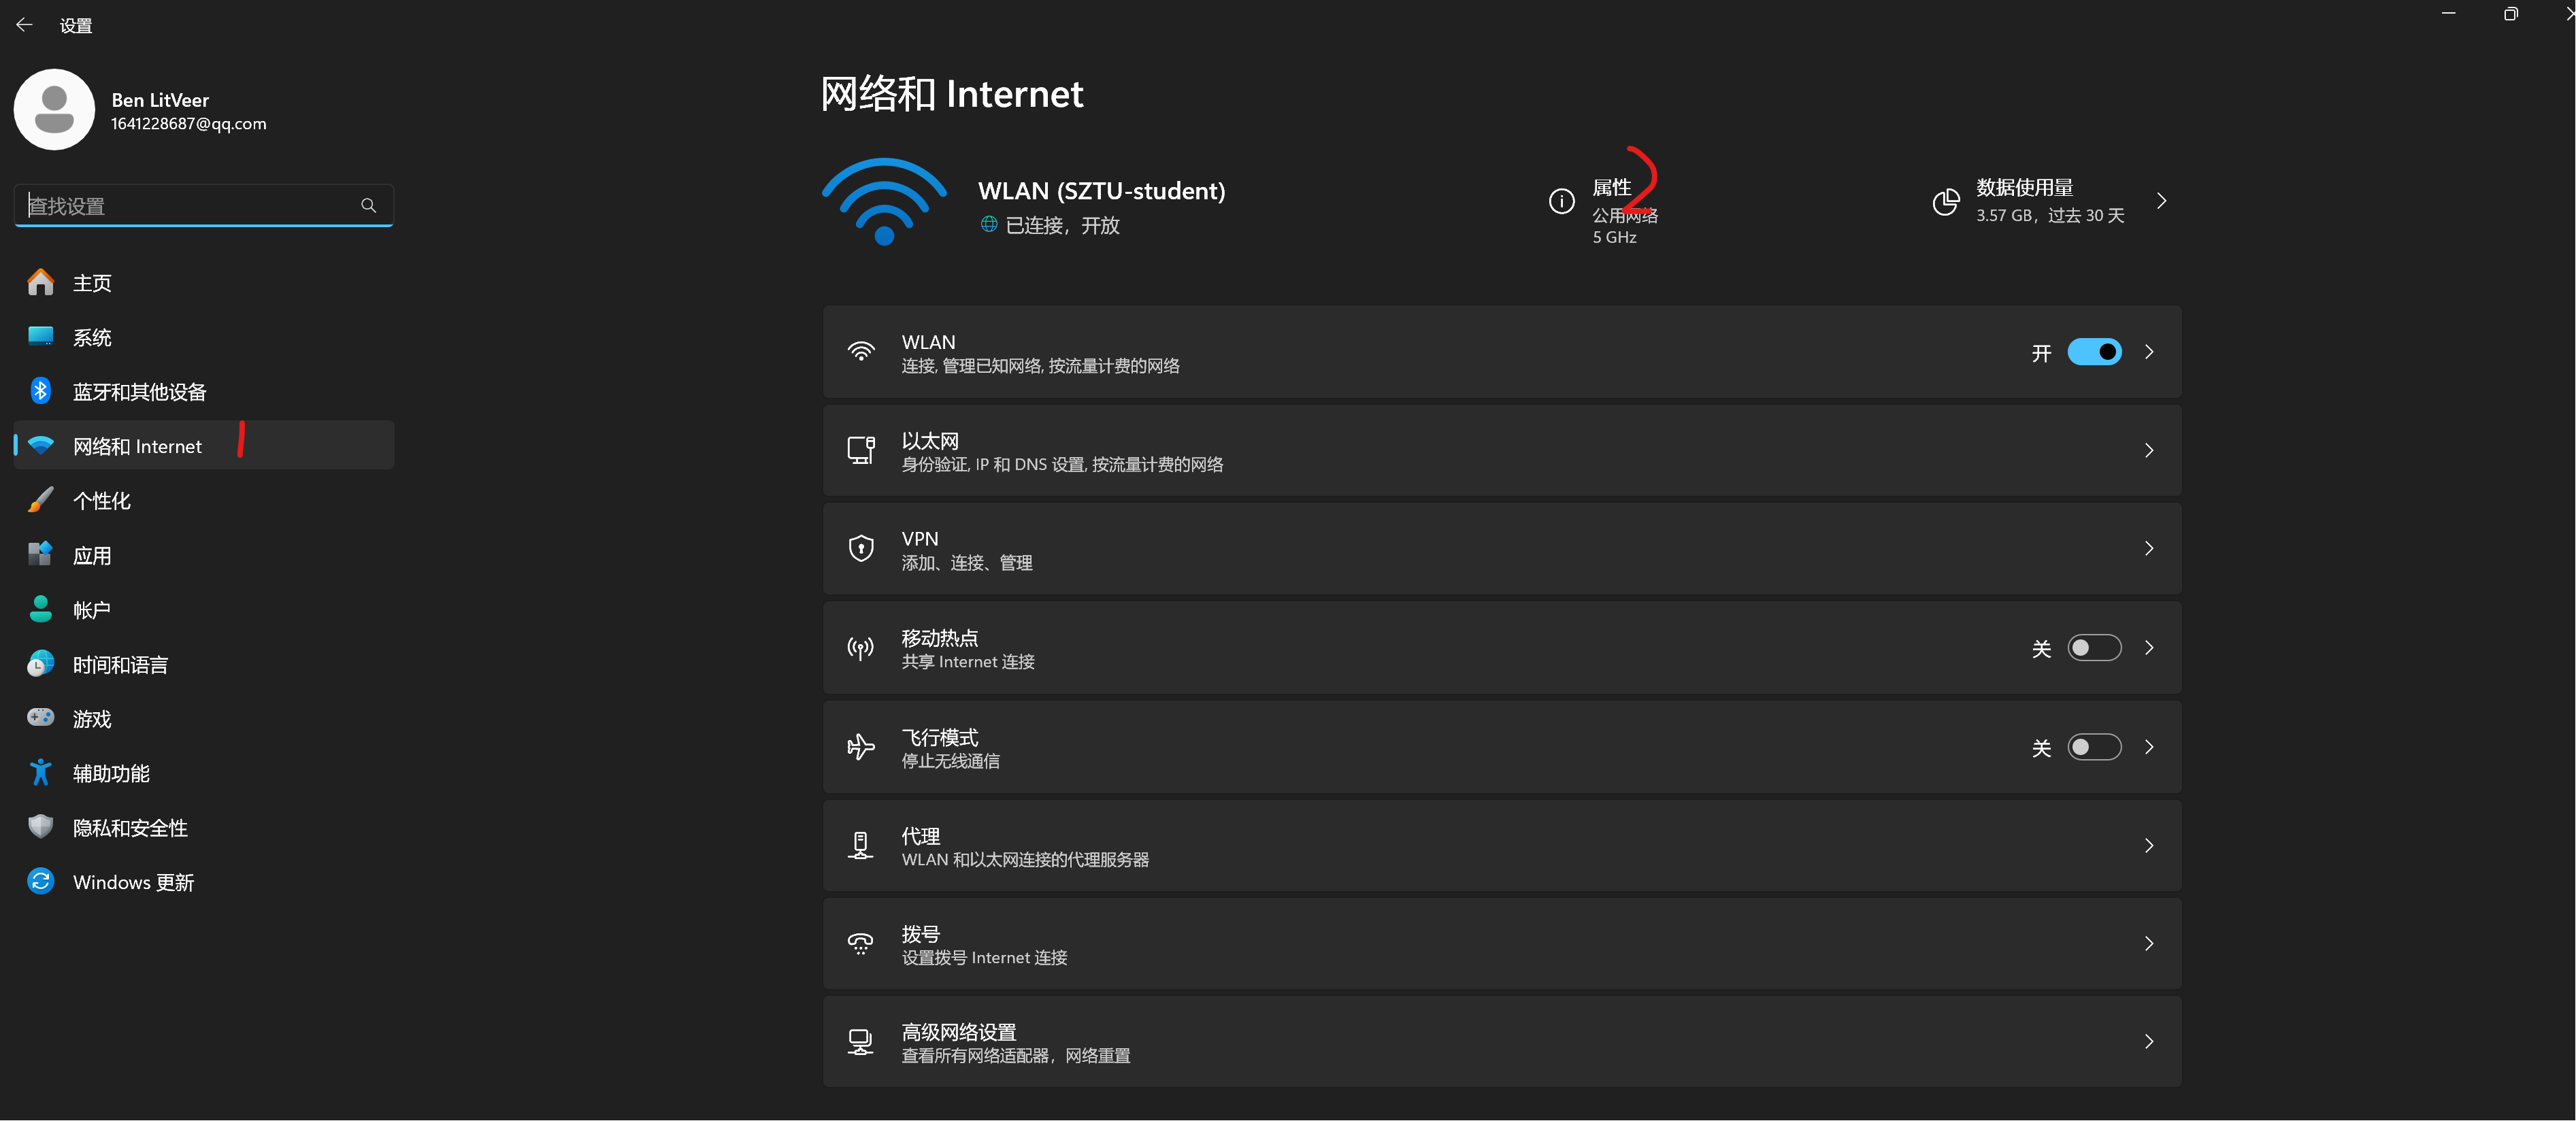 设置
Ben LitVeer
1641228687@qq.com
查找设置
主页
系统
蓝牙和其他设备
网络和 Internet
1
个性化
应用
帐户
时间和语言
游戏
辅助功能
隐私和安全性
Windows 更新
网络和 Internet
WLAN (SZTU-student)
已连接，开放
属性
2
公用网络
5 GHz
数据使用量
3.57 GB，过去 30 天
WLAN
连接, 管理已知网络, 按流量计费的网络
开
以太网
身份验证, IP 和 DNS 设置, 按流量计费的网络
VPN
添加、连接、管理
移动热点
共享 Internet 连接
关
飞行模式
停止无线通信
关
代理
WLAN 和以太网连接的代理服务器
拨号
设置拨号 Internet 连接
高级网络设置
查看所有网络适配器，网络重置